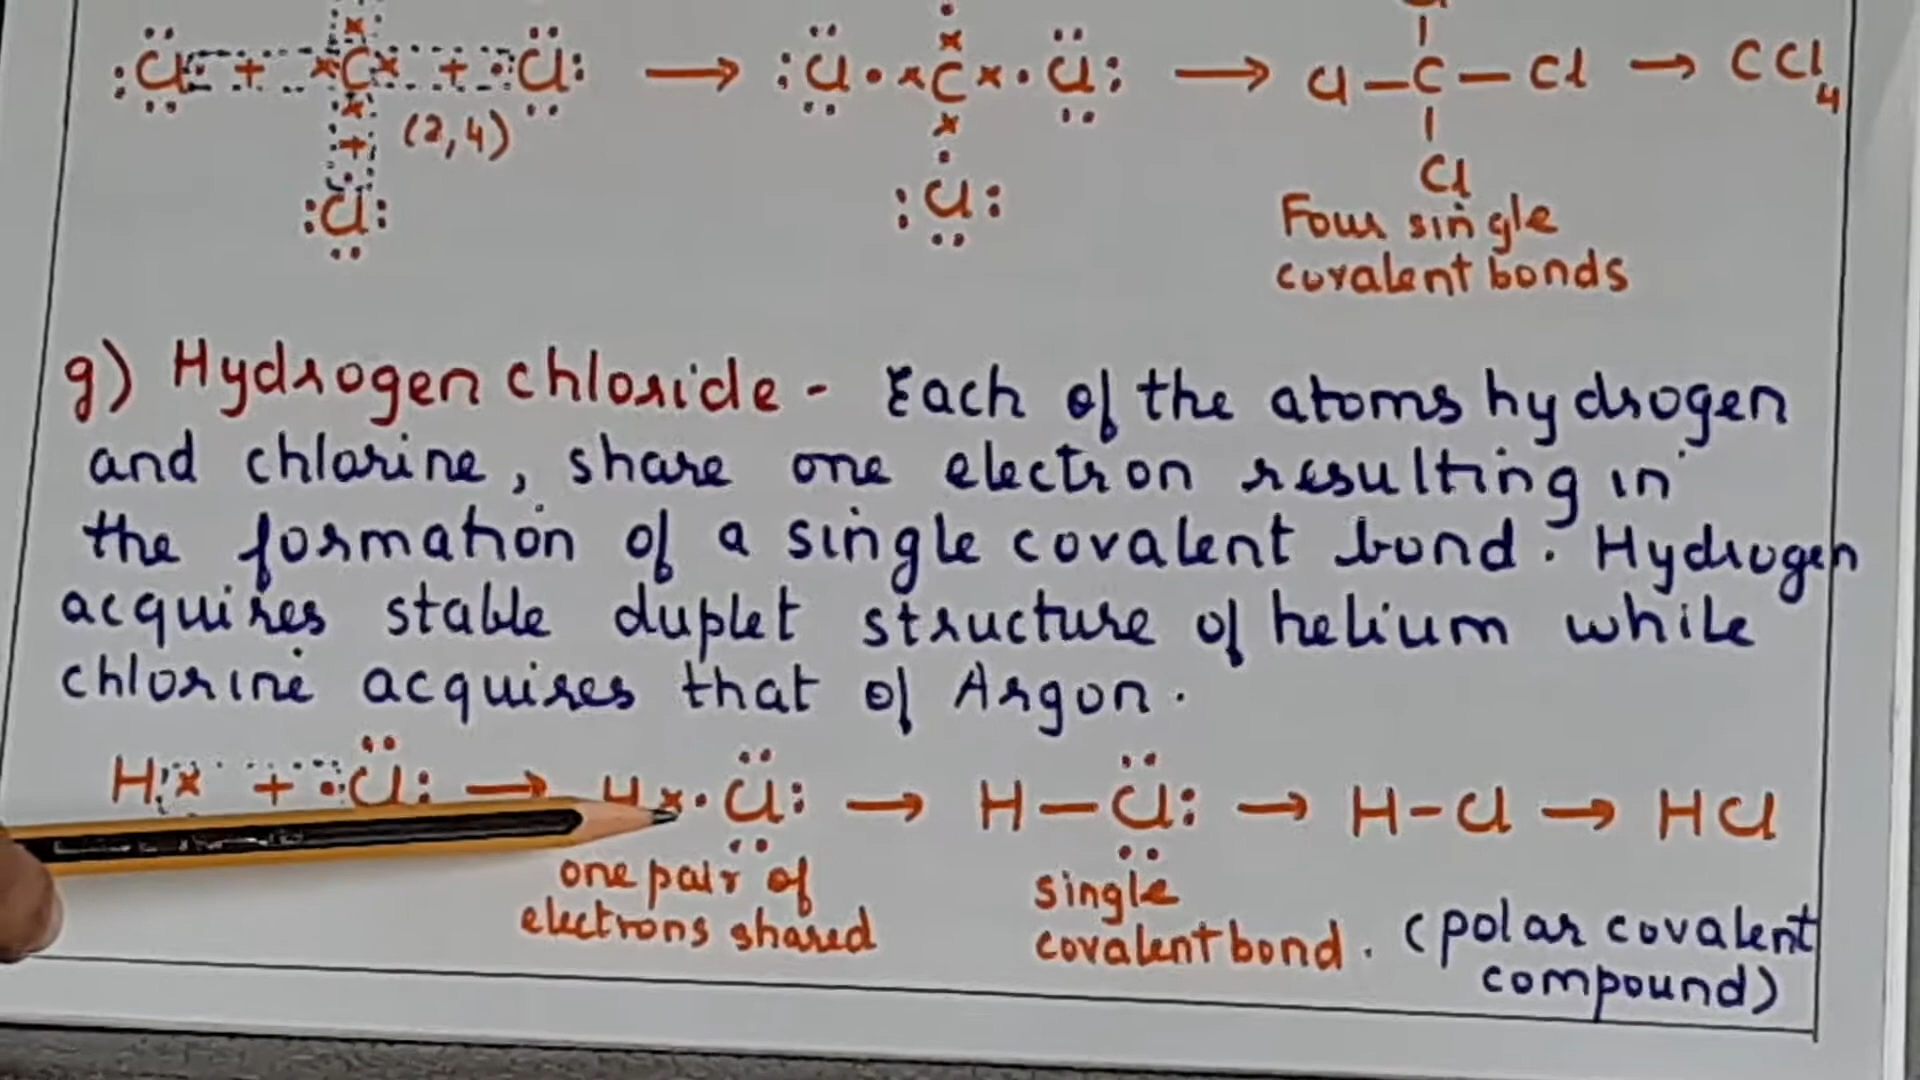 :Cl· + ×C× + ·Cl: → :Cl·×C×·Cl: → Cl—C—Cl → CCl4
(2,4)
:Cl: :Cl: Cl
Four single
covalent bonds
g) Hydrogen chloride - Each of the atoms hydrogen
and chlorine, share one electron resulting in
the formation of a single covalent bond. Hydrogen
acquires stable duplet structure of helium while
chlorine acquires that of Argon.
H× + ·Cl: → H×·Cl: → H—Cl: → H-Cl → HCl
one pair of
electrons shared
single
covalent bond.
(polar covalent
compound)